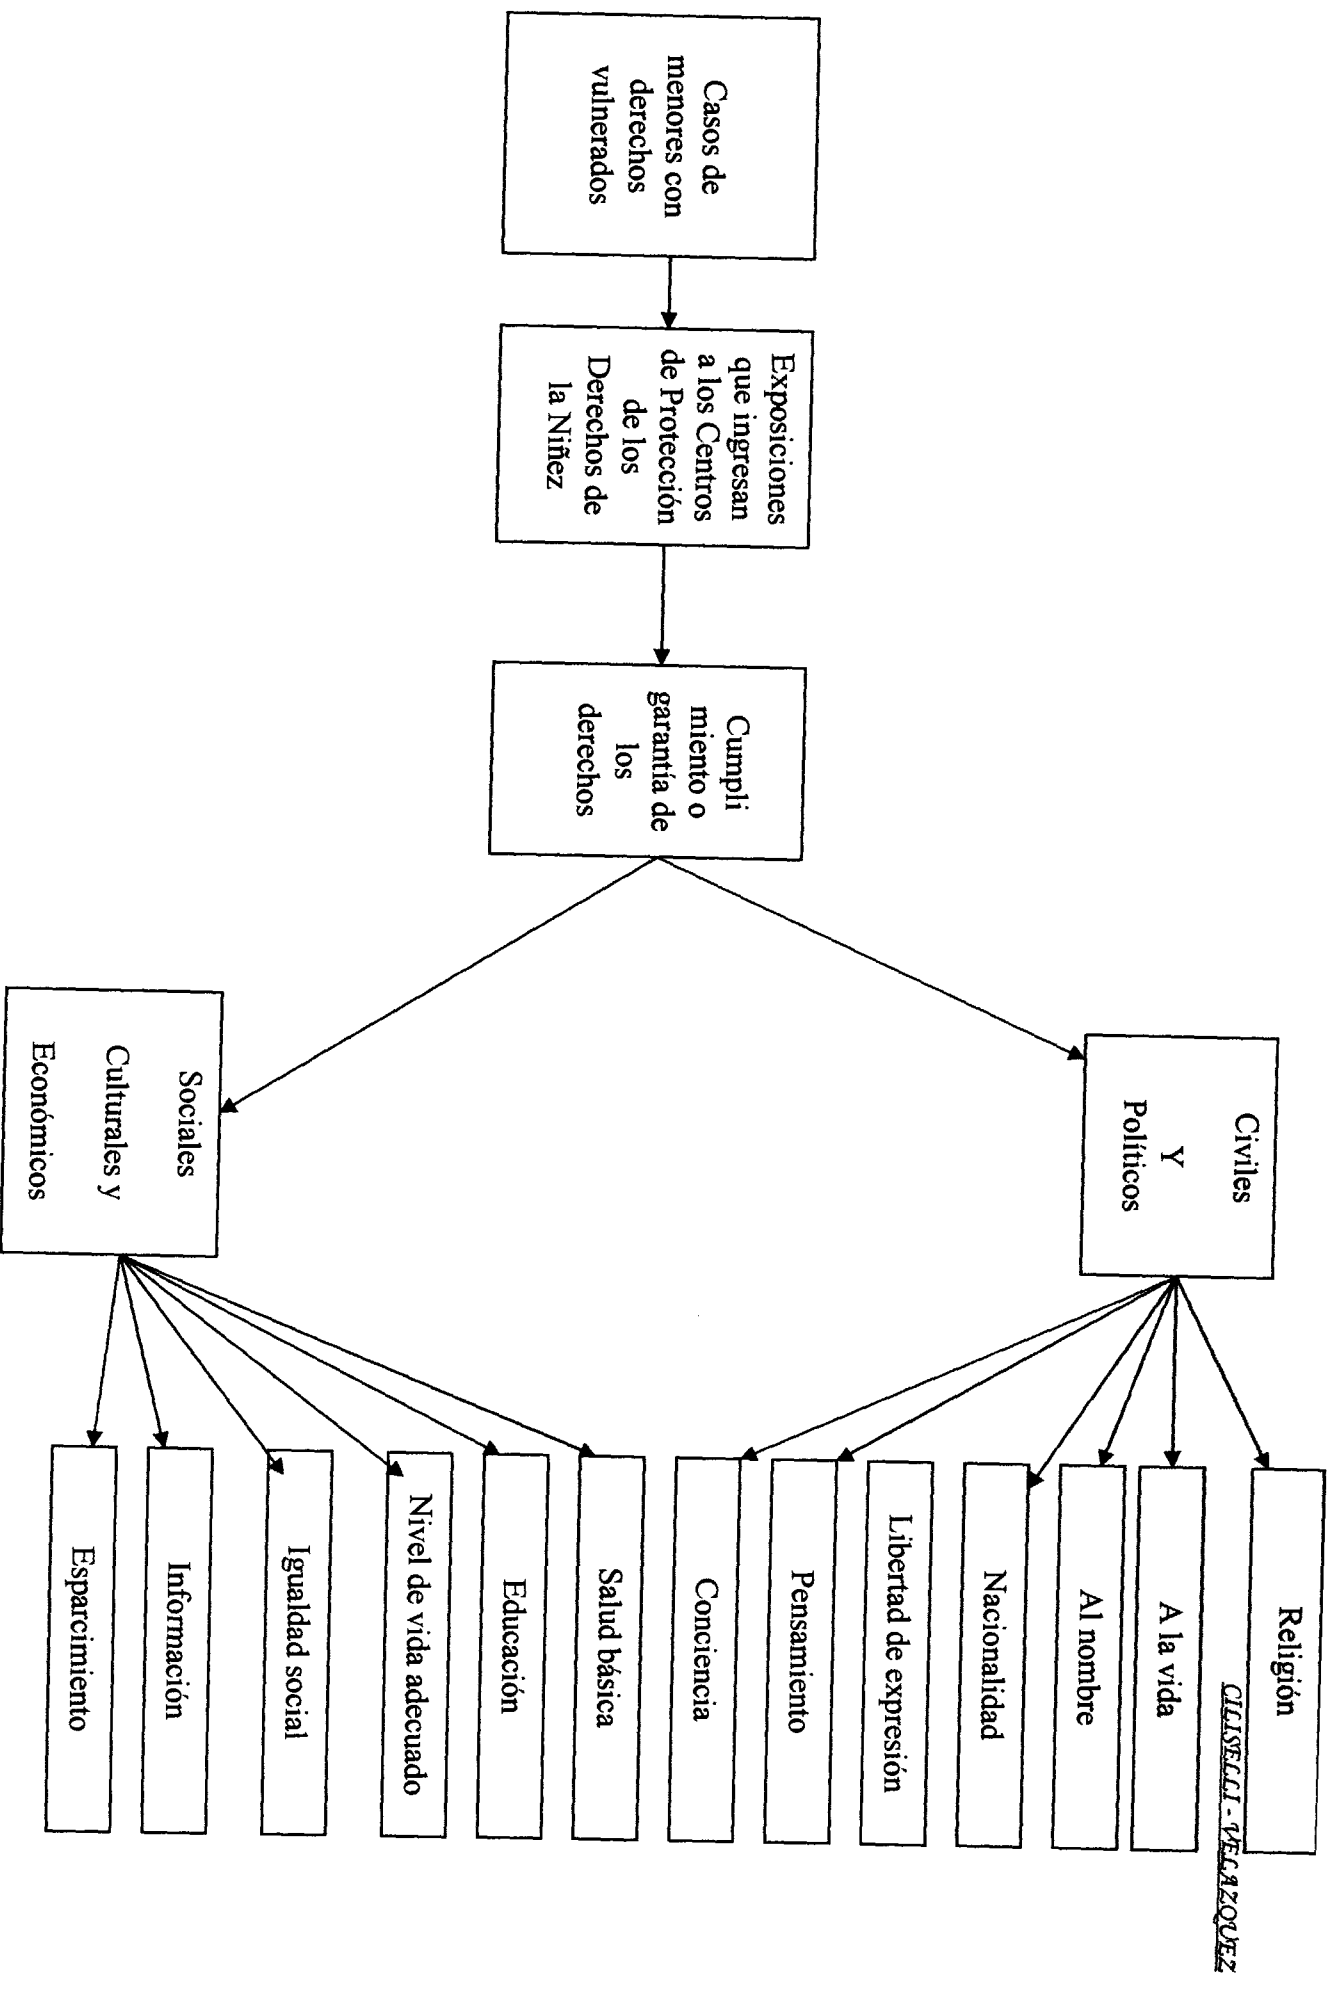 CILISELLI - VELAZQUEZ
Casos de
menores con
derechos
vulnerados
Exposiciones
que ingresan
a los Centros
de Protección
de los
Derechos de
la Niñez
Cumpli
miento o
garantía de
los
derechos
Civiles
Y
Políticos
Religión
A la vida
Al nombre
Nacionalidad
Libertad de expresión
Pensamiento
Conciencia
Sociales
Culturales y
Económicos
Salud básica
Educación
Nivel de vida adecuado
Igualdad social
Información
Esparcimiento